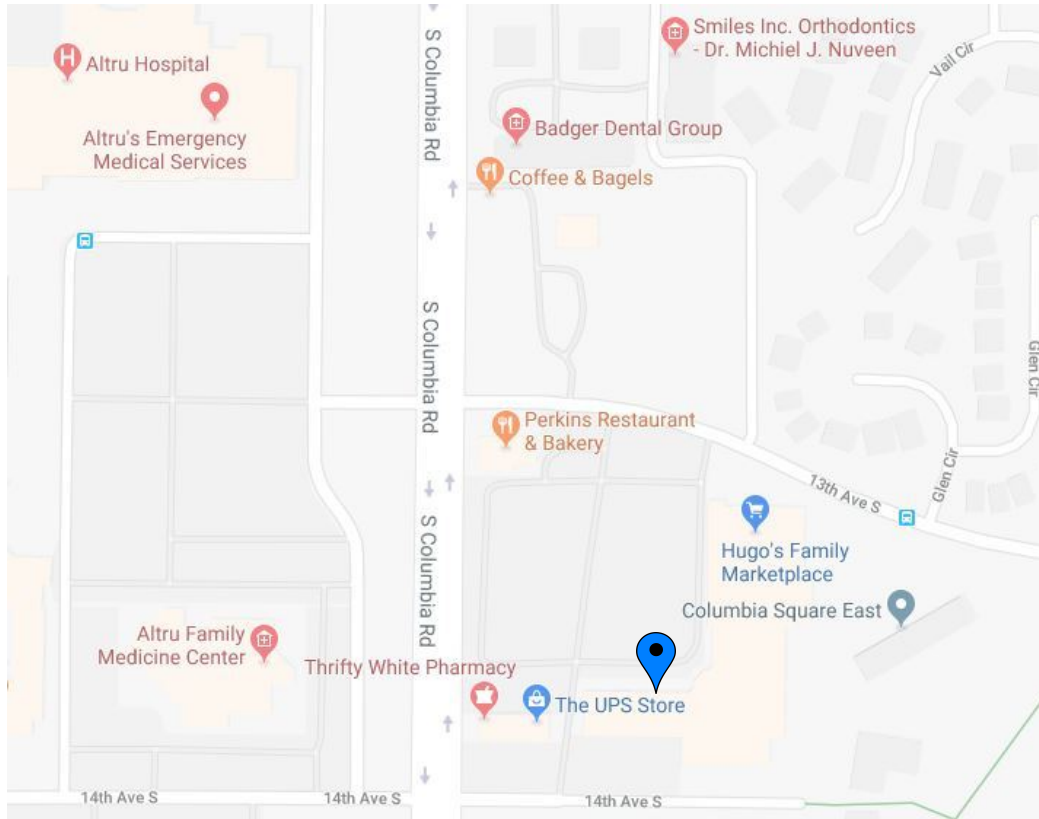 S Columbia Rd
Smiles Inc. Orthodontics
- Dr. Michiel J. Nuveen
Vail Cir
H
Altru Hospital
Altru's Emergency
Medical Services
Badger Dental Group
Coffee & Bagels
S Columbia Rd
Glen Cir
Perkins Restaurant
& Bakery
13th Ave S
Glen Cir
S Columbia Rd
Hugo's Family
Marketplace
Columbia Square East
Altru Family
Medicine Center
Thrifty White Pharmacy
The UPS Store
14th Ave S
14th Ave S
14th Ave S